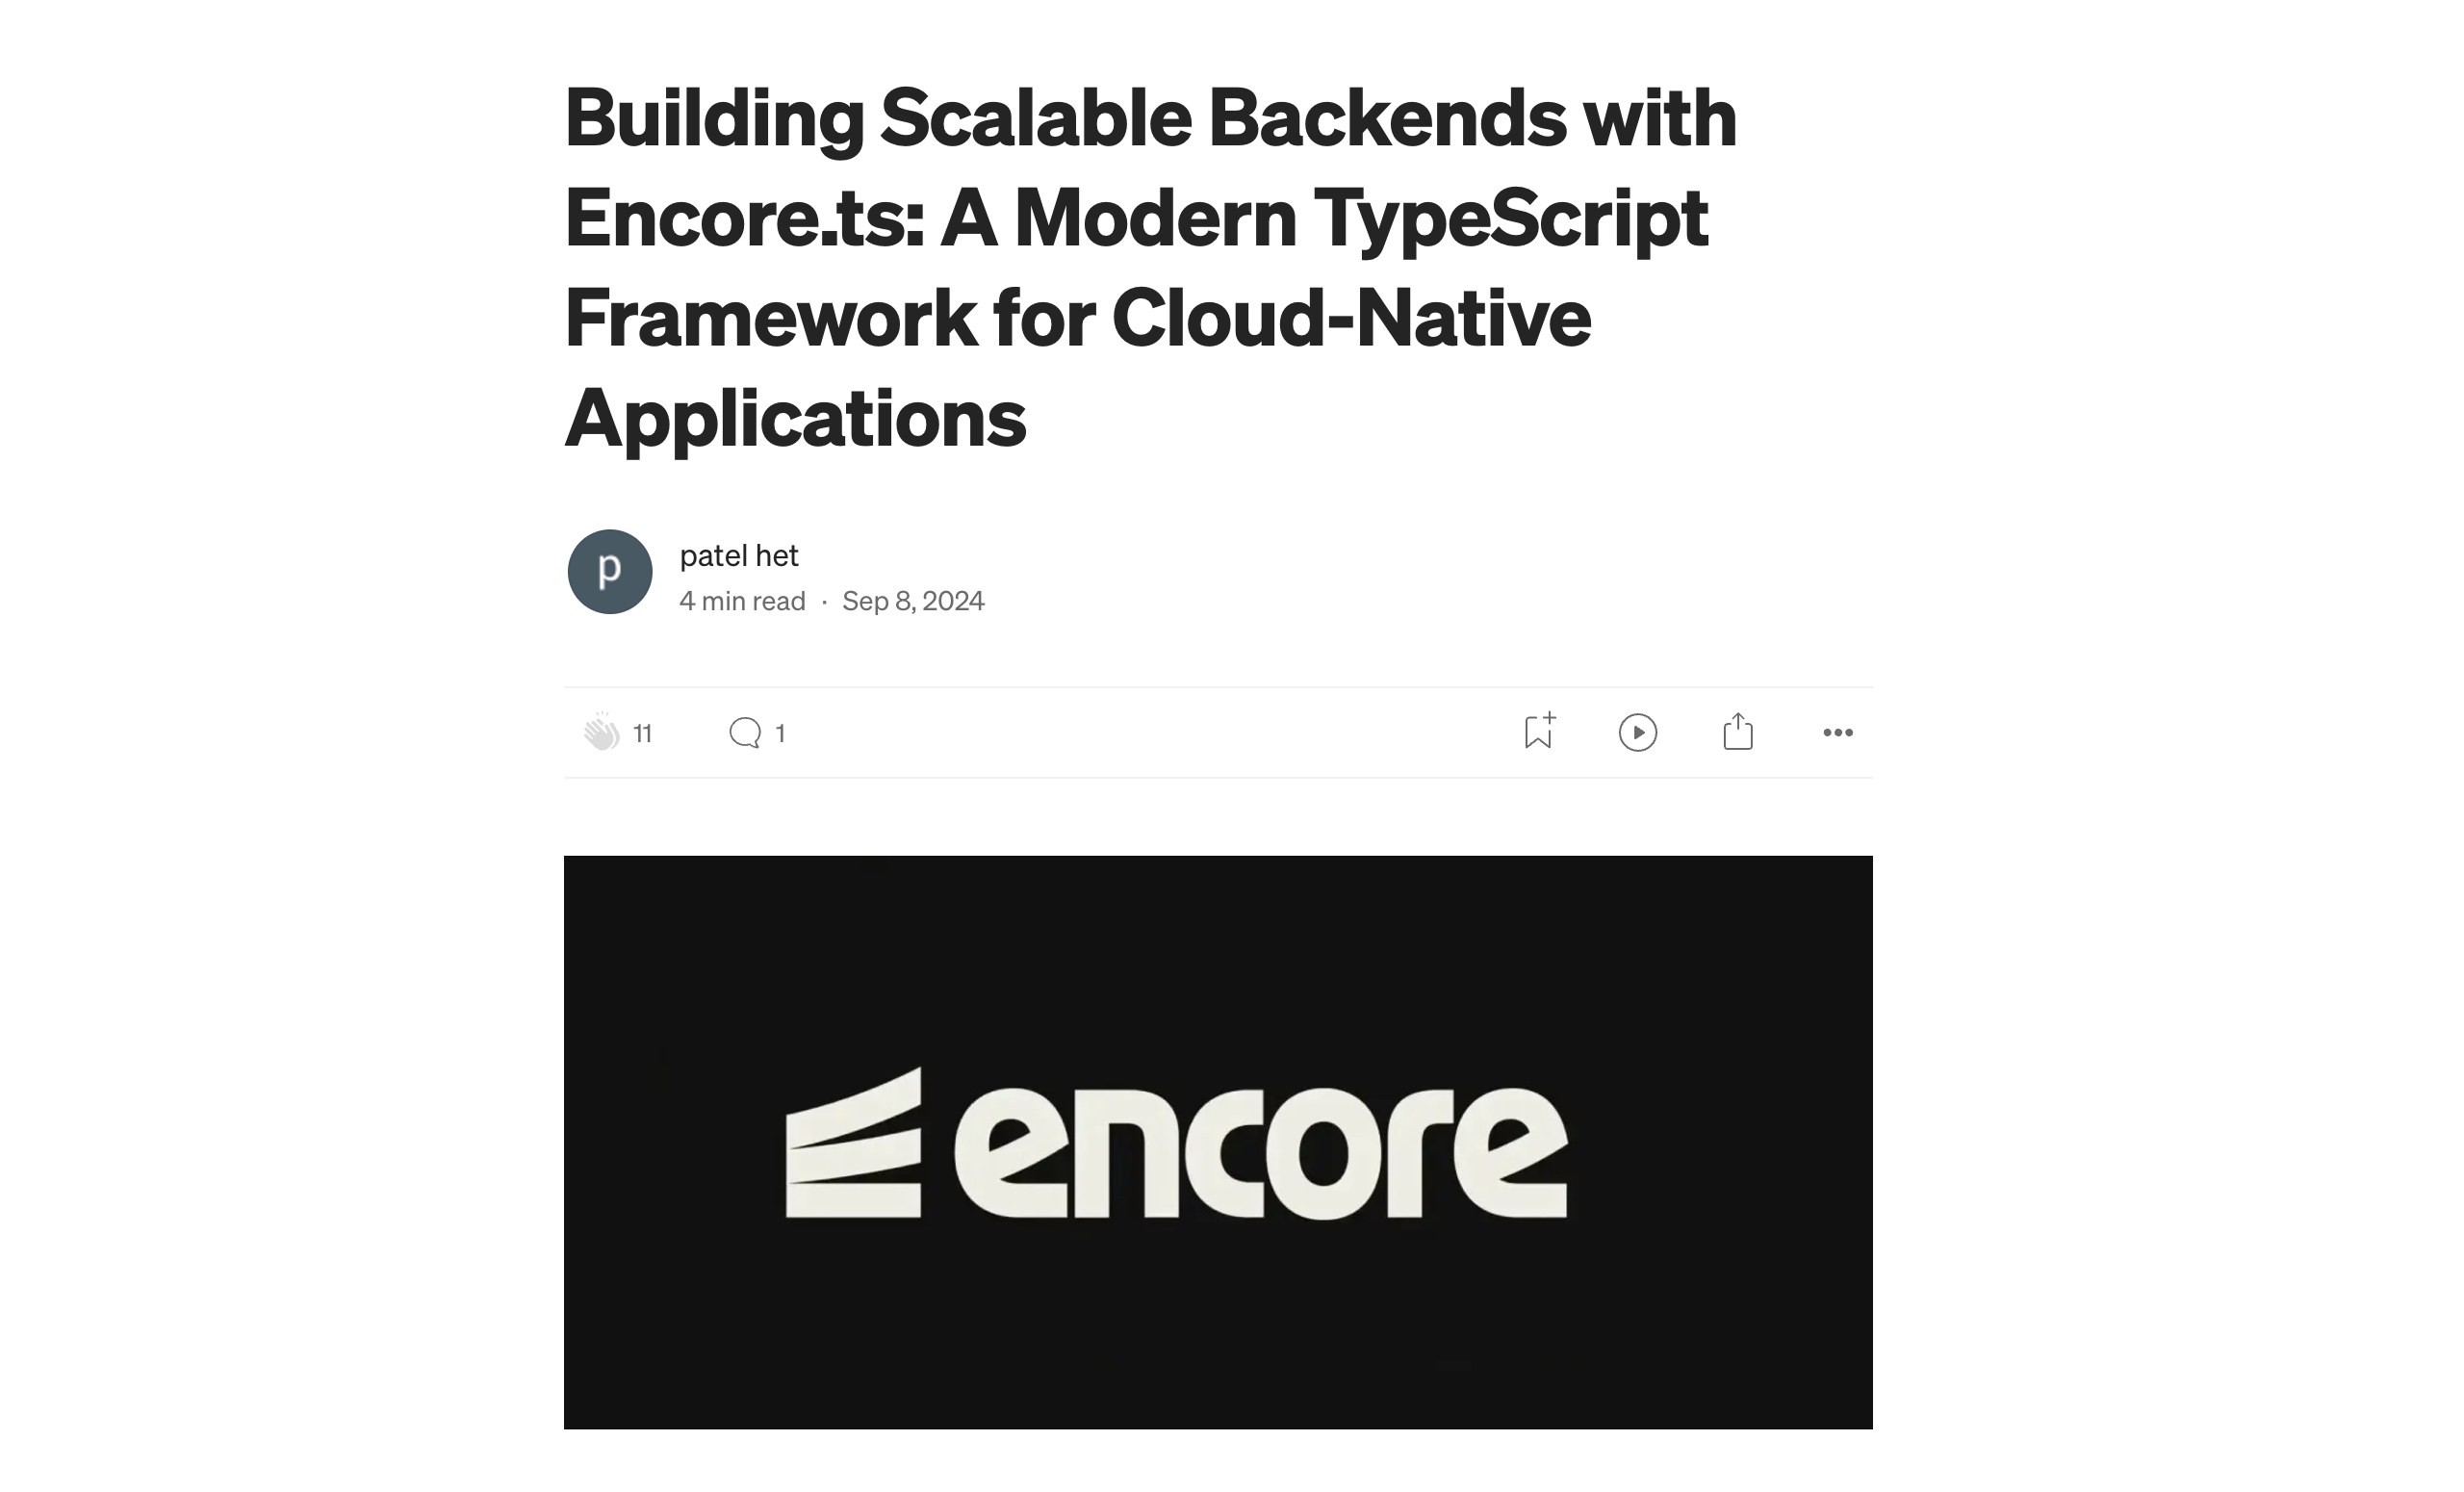 Building Scalable Backends with
Encore.ts: A Modern TypeScript
Framework for Cloud-Native
Applications
p
patel het
4 min read · Sep 8, 2024
11
1
encore